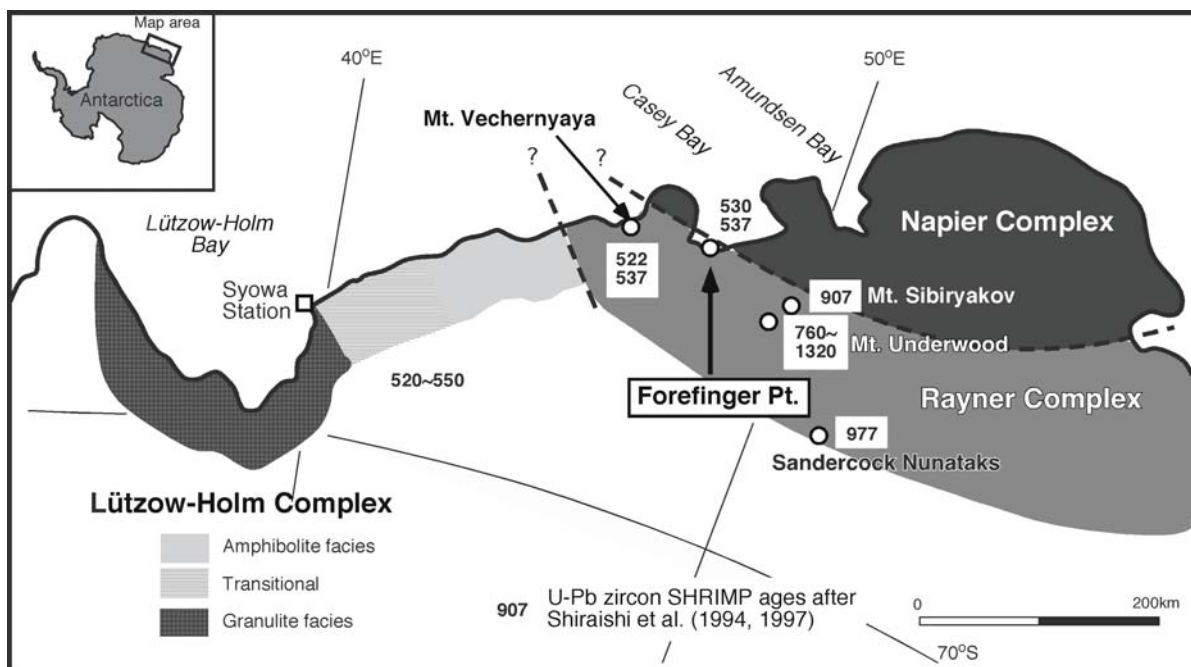 Map area
Antarctica
40°E
50°E
Mt. Vechernyaya
Casey Bay
Amundsen Bay
?
?
Lützow-Holm
Bay
530
537
Napier Complex
522
537
Syowa
Station
907
Mt. Sibiryakov
760~
1320
Mt. Underwood
520~550
Forefinger Pt.
Rayner Complex
977
Sandercock Nunataks
Lützow-Holm Complex
Amphibolite facies
Transitional
Granulite facies
907 U-Pb zircon SHRIMP ages after
Shiraishi et al. (1994, 1997)
0 200km
70°S